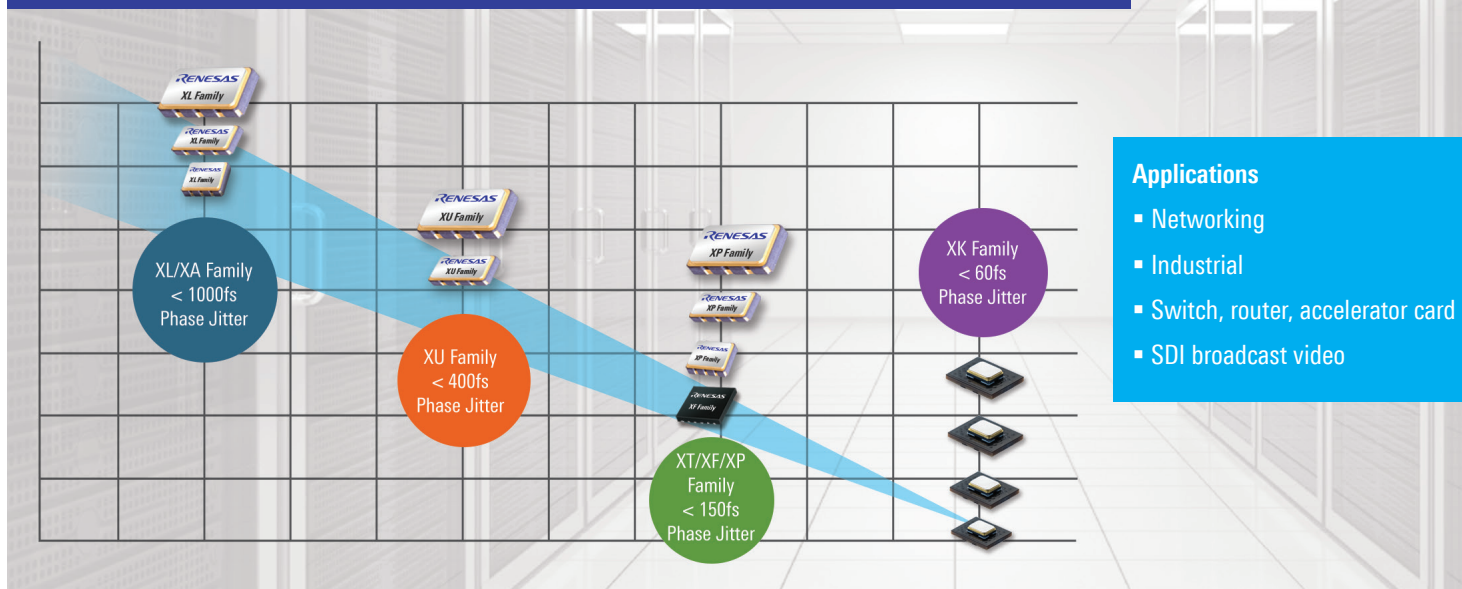 RENESAS
XL Family
RENESAS
XL Family
RENESAS
XL Family
XL/XA Family
< 1000fs
Phase Jitter
RENESAS
XU Family
RENESAS
XU Family
XU Family
< 400fs
Phase Jitter
RENESAS
XP Family
RENESAS
XP Family
RENESAS
XP Family
RENESAS
XF Family
XT/XF/XP
Family
< 150fs
Phase Jitter
XK Family
< 60fs
Phase Jitter
Applications
▪ Networking
▪ Industrial
▪ Switch, router, accelerator card
▪ SDI broadcast video